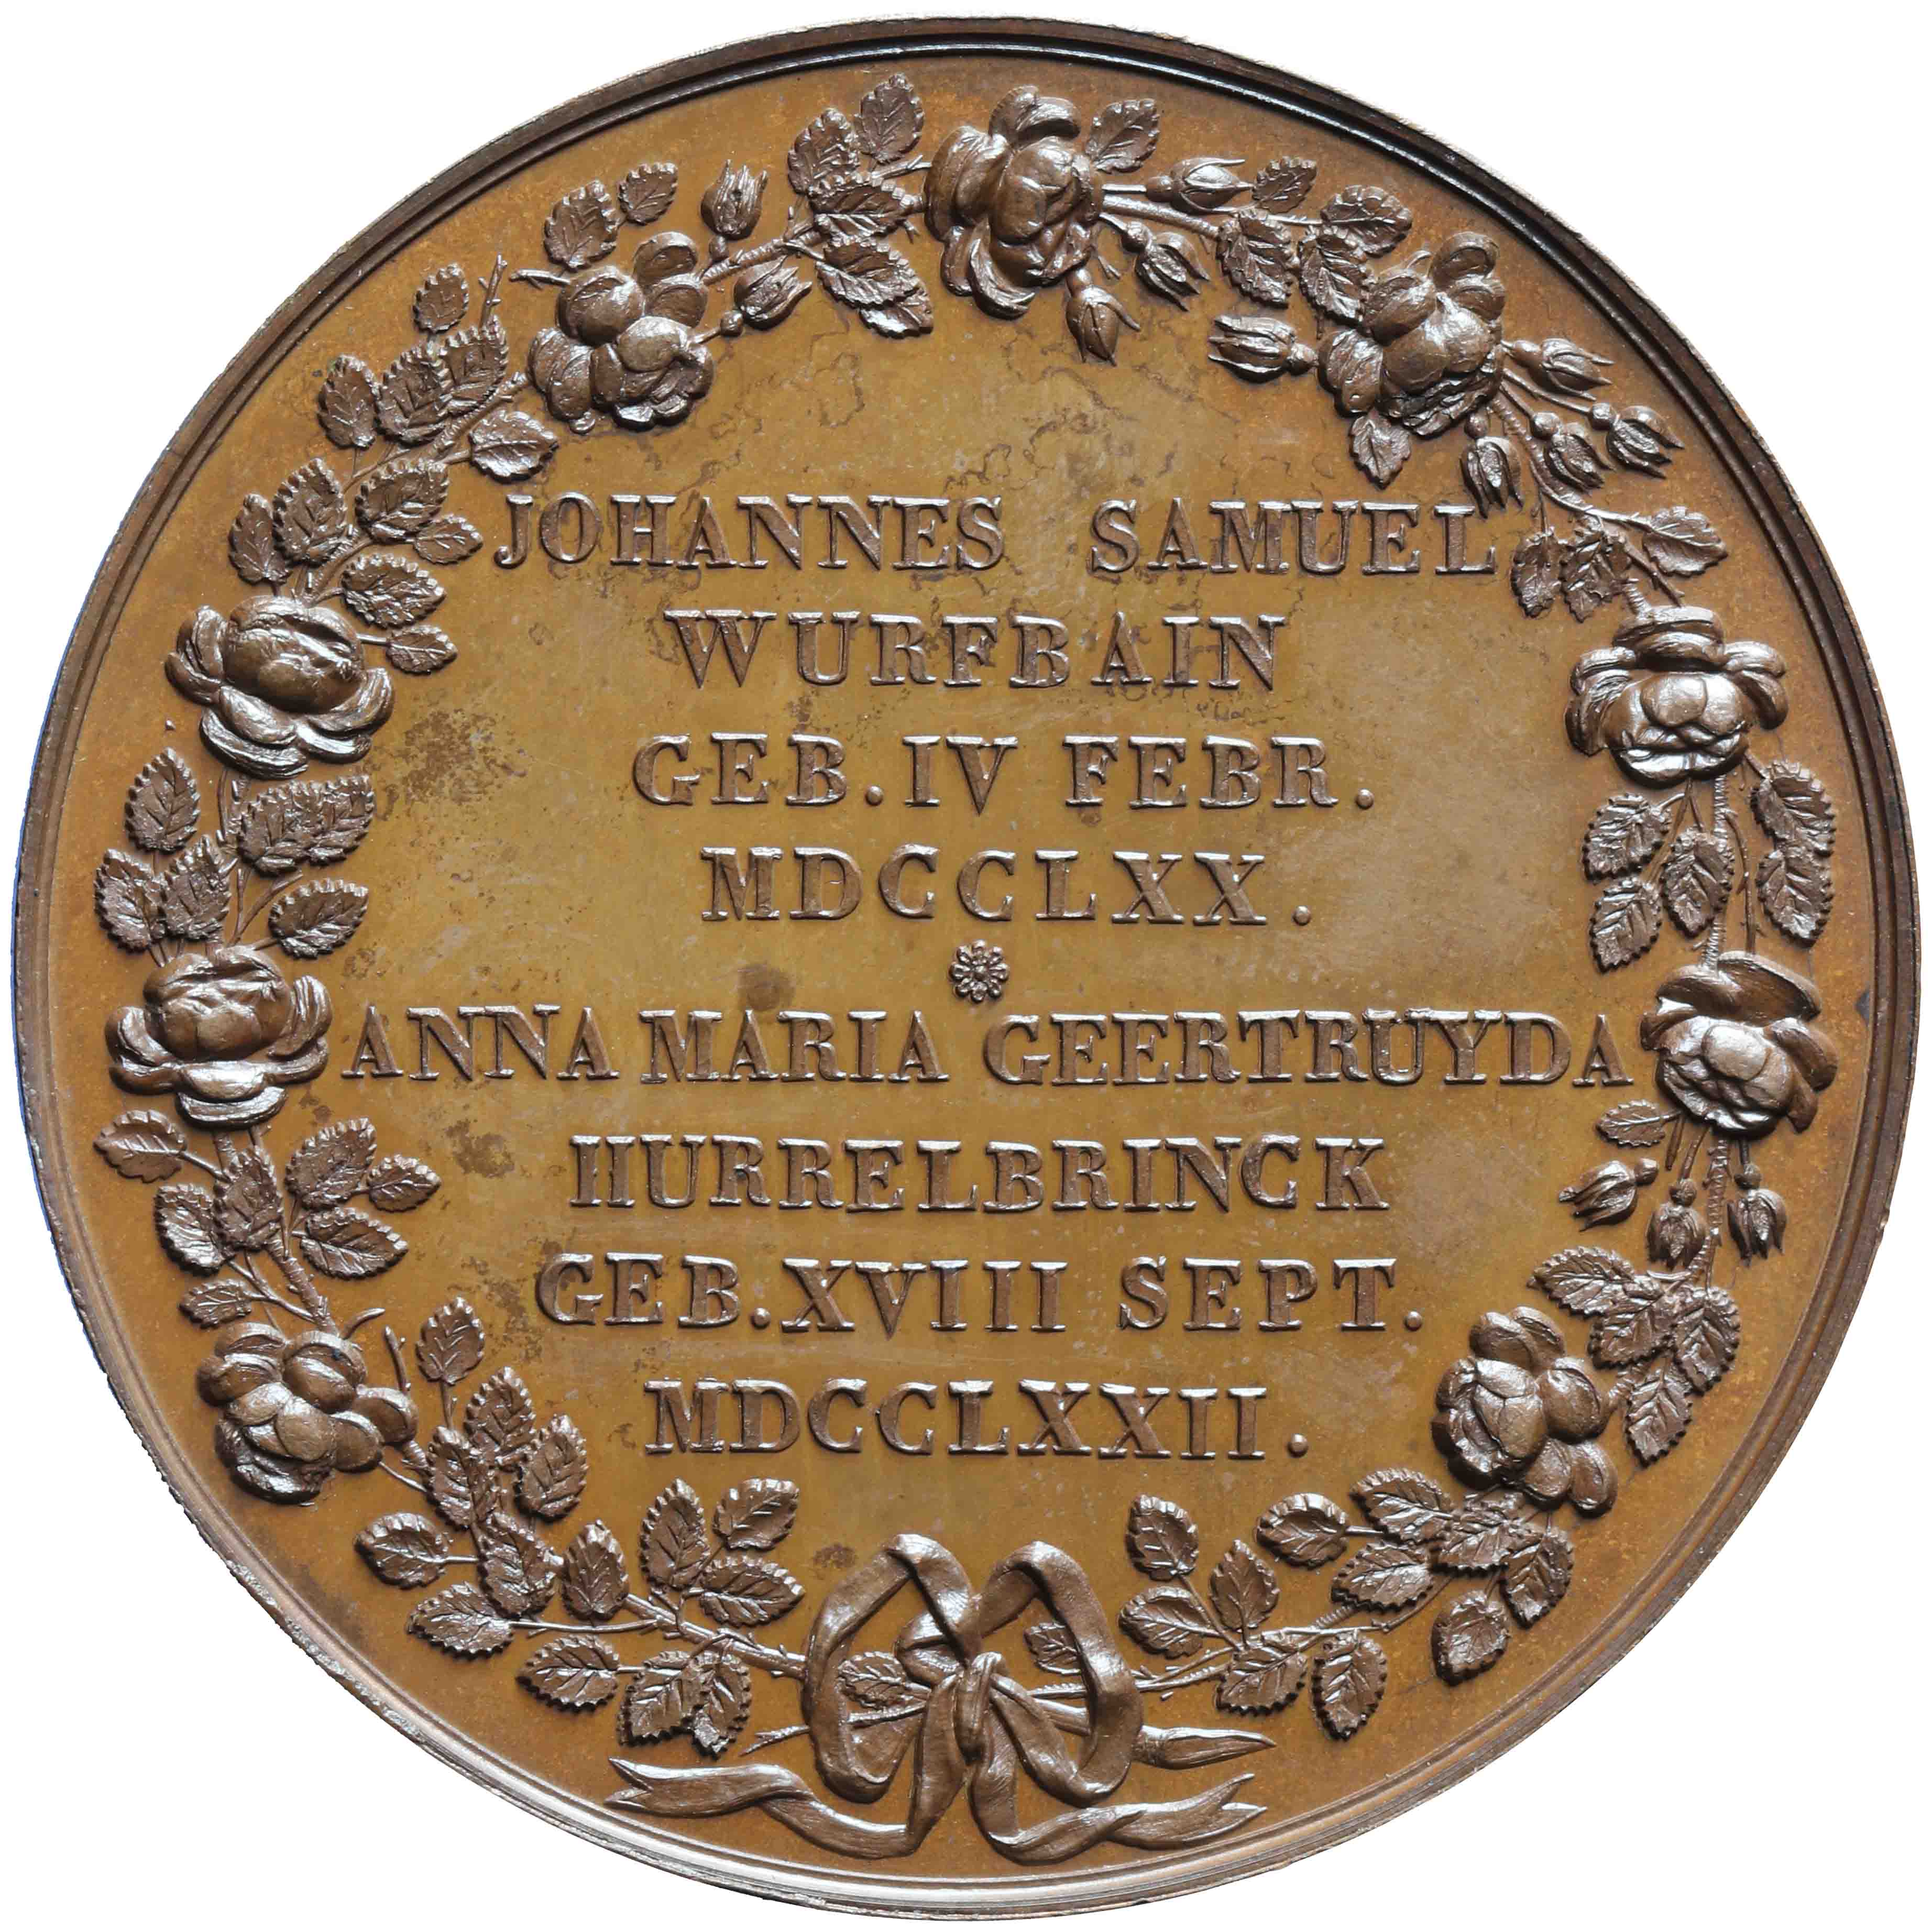 JOHANNES SAMUEL
WURFBAIN
GEB. IV FEBR.
MDCCLXX.
ANNA MARIA GEERTRUYDA
HURRELBRINCK
GEB. XVIII SEPT.
MDCCLXXII.